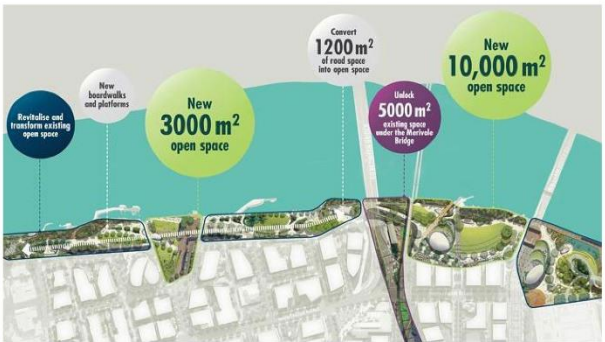 Revitalise and
transform existing
open space
New
boardwalks
and platforms
New
3000 m²
open space
Convert
1200 m²
of road space
into open space
Unlock
5000 m²
existing space
under the Merivale
Bridge
New
10,000 m²
open space